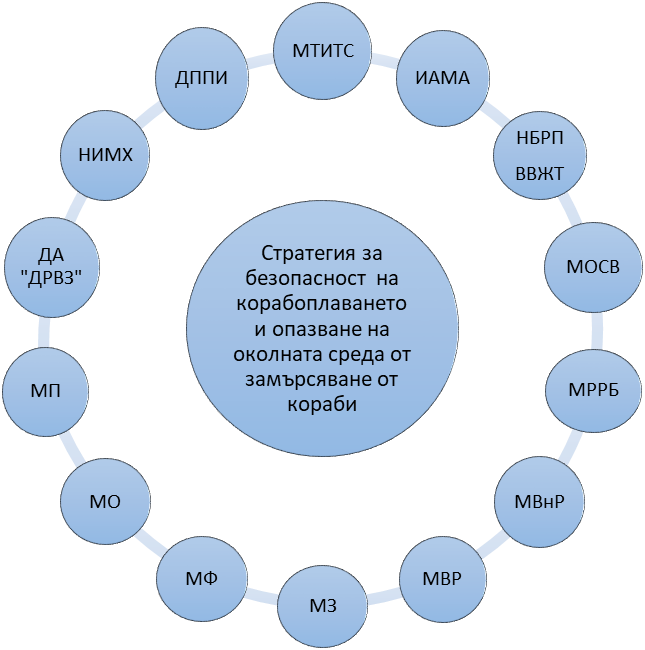 МТИТС
ИАМА
НБРП
ВВЖТ
МОСВ
МРРБ
МВнР
МВР
МЗ
МФ
МО
МП
ДА
"ДРВЗ"
НИМХ
ДППИ
Стратегия за
безопасност на
корабоплаването
и опазване на
околната среда от
замърсяване от
кораби